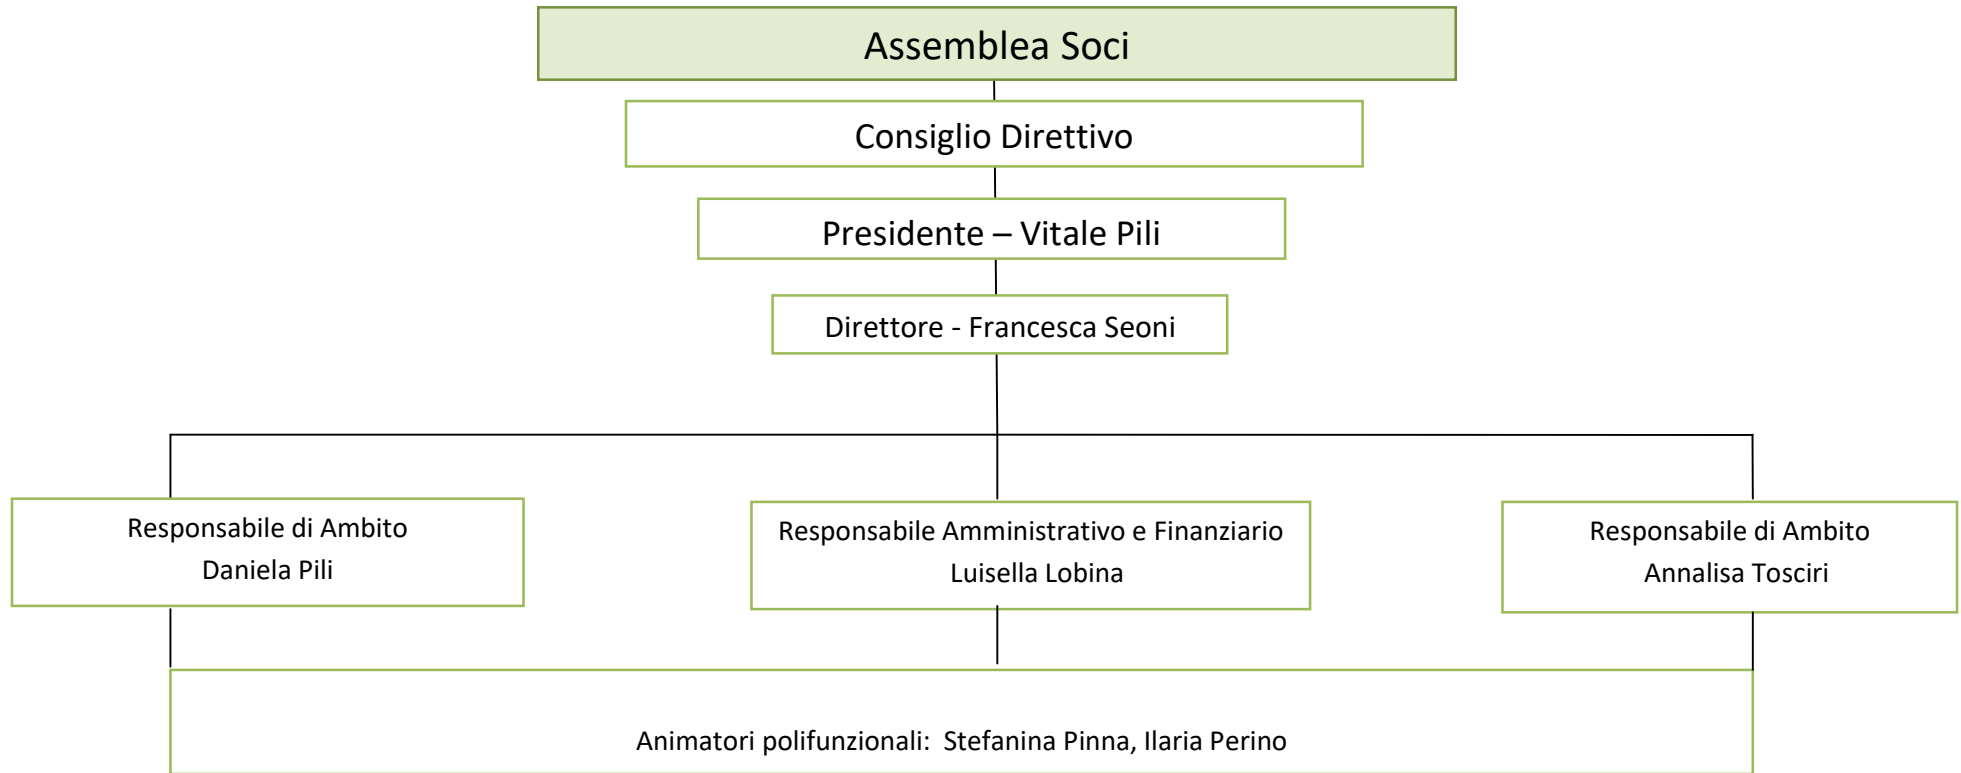 Assemblea Soci
Consiglio Direttivo
Presidente – Vitale Pili
Direttore - Francesca Seoni
Responsabile di Ambito
Daniela Pili
Responsabile Amministrativo e Finanziario
Luisella Lobina
Responsabile di Ambito
Annalisa Tosciri
Animatori polifunzionali:  Stefanina Pinna, Ilaria Perino